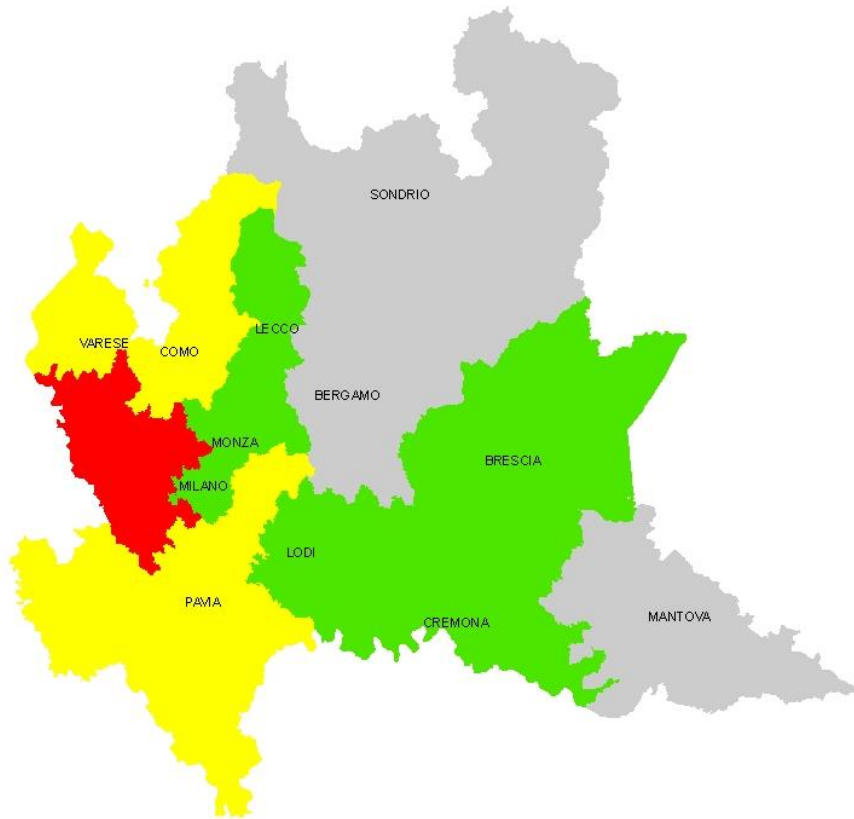 SONDRIO
LECCO
VARESE
COMO
BERGAMO
MONZA
BRESCIA
MILANO
LODI
PAVIA
MANTOVA
CREMONA